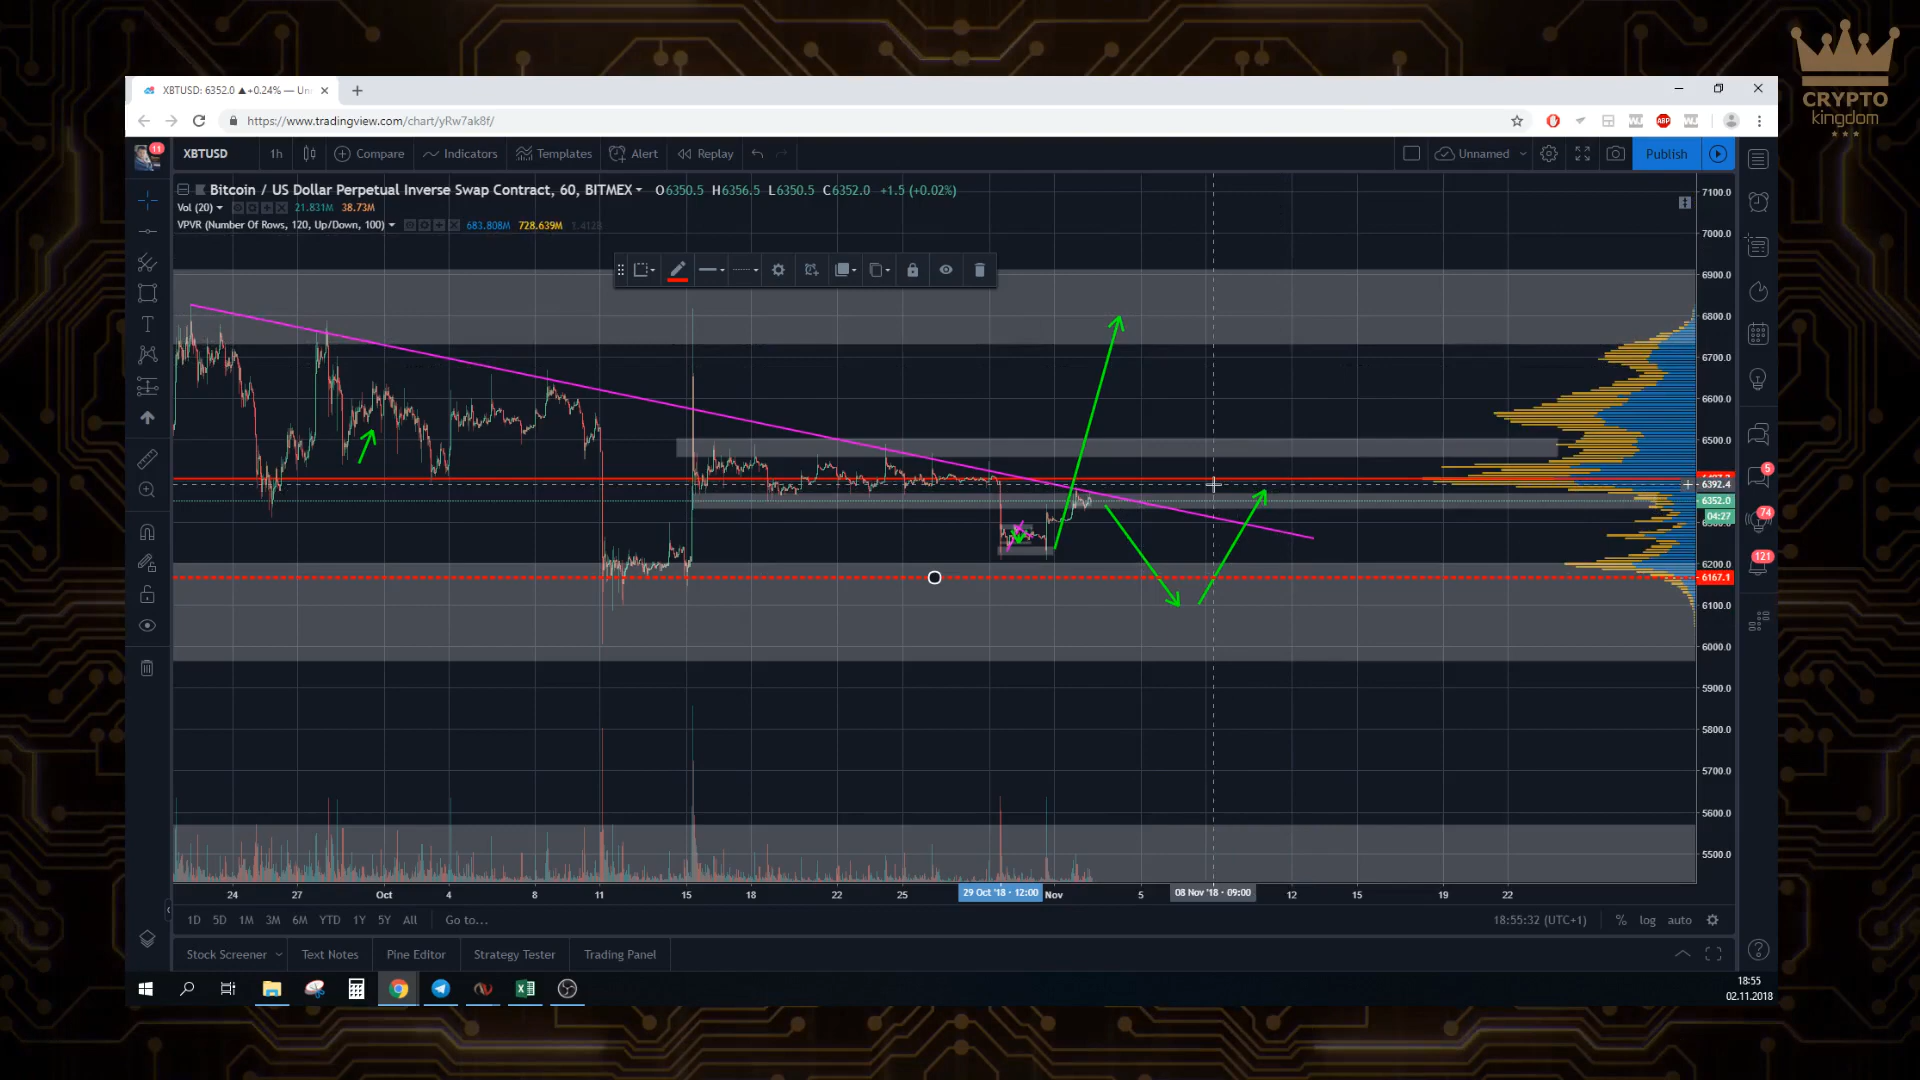 CRYPTO
kingdom
XBTUSD: 6352.0 ▲+0.24% — Un
https://www.tradingview.com/chart/yRw7ak8f/
11
XBTUSD
1h
Compare
Indicators
Templates
Alert
Replay
Unnamed
Publish
Bitcoin / US Dollar Perpetual Inverse Swap Contract, 60, BITMEX
O6350.5 H6356.5 L6350.5 C6352.0 +1.5 (+0.02%)
Vol (20)
21.831M 38.73M
VPVR (Number Of Rows, 120, Up/Down, 100)
683.808M 728.639M 1.412B
7100.0
7000.0
6900.0
6800.0
6700.0
6600.0
6500.0
6392.4
6352.0
04:27
6200.0
6167.1
6100.0
6000.0
5900.0
5800.0
5700.0
5600.0
5500.0
5
74
121
24 27 Oct 4 8 11 15 18 22 25 29 Oct '18 - 12:00 Nov 5 08 Nov '18 - 09:00 12 15 19 22
1D 5D 1M 3M 6M YTD 1Y 5Y All Go to...
18:55:32 (UTC+1) % log auto
Stock Screener Text Notes Pine Editor Strategy Tester Trading Panel
18:55
02.11.2018